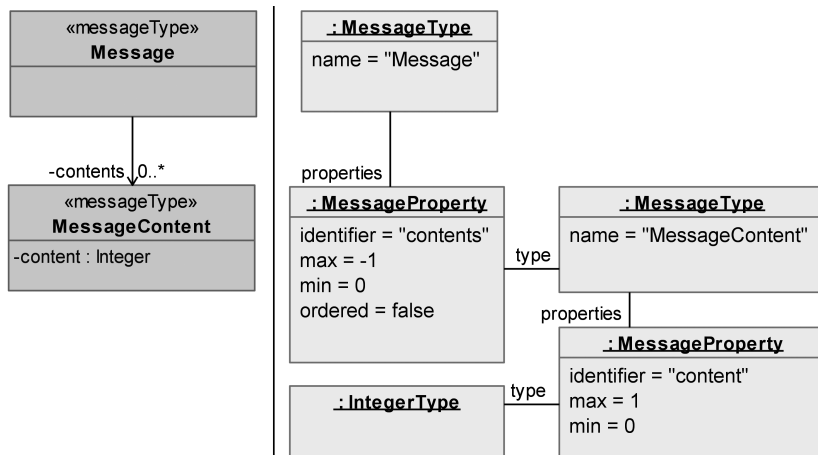 «messageType»
Message
-contents 0..*
«messageType»
MessageContent
-content : Integer
: MessageType
name = "Message"
properties
: MessageProperty
identifier = "contents"
max = -1
min = 0
ordered = false
type
: MessageType
name = "MessageContent"
properties
: MessageProperty
identifier = "content"
max = 1
min = 0
type
: IntegerType